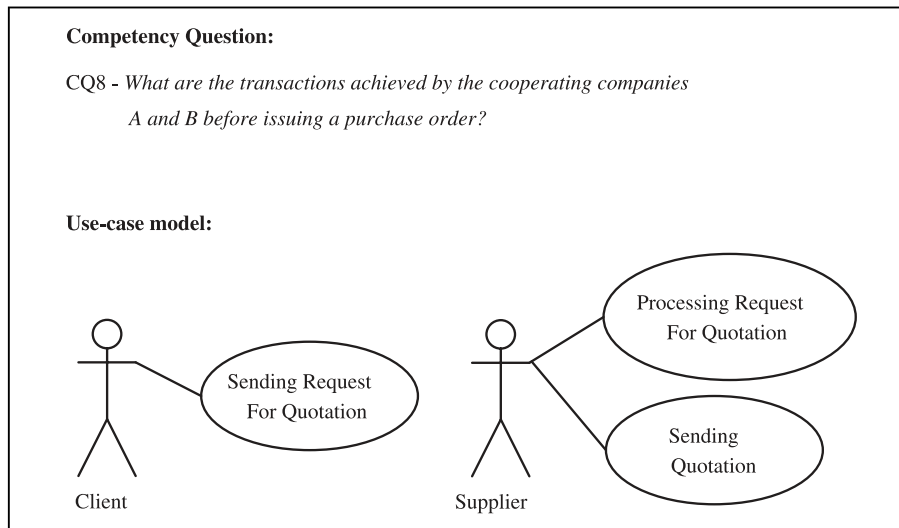 Competency Question:
CQ8 - What are the transactions achieved by the cooperating companies
A and B before issuing a purchase order?
Use-case model:
Sending Request
For Quotation
Client
Processing Request
For Quotation
Sending
Quotation
Supplier